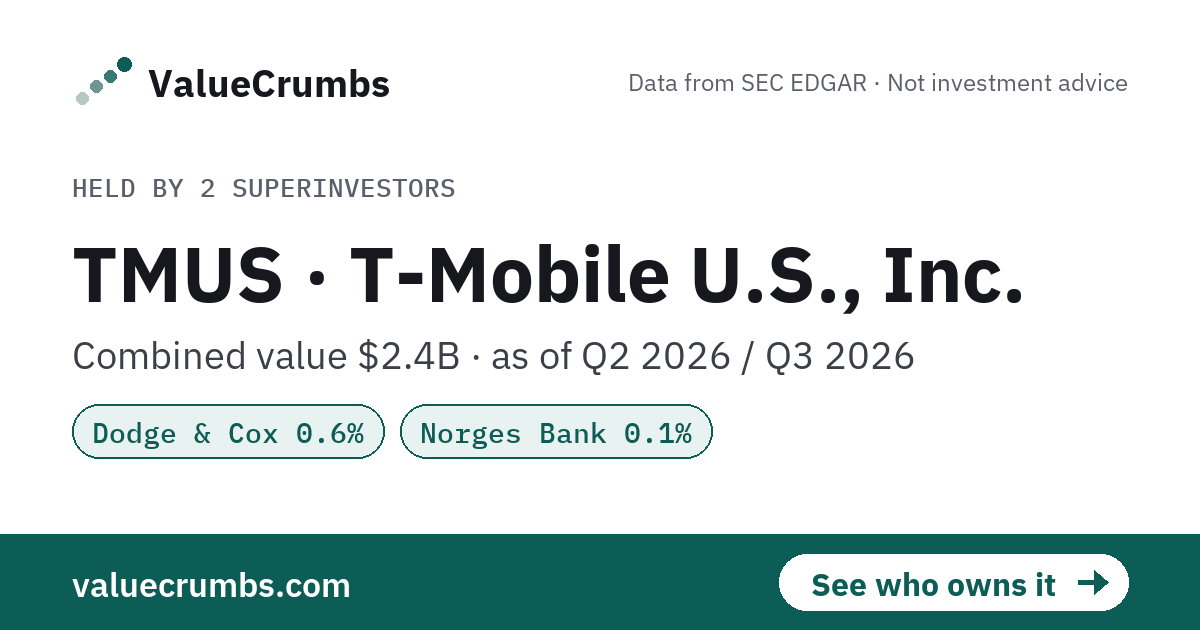 ValueCrumbs
Data from SEC EDGAR · Not investment advice
HELD BY 2 SUPERINVESTORS
TMUS · T-Mobile U.S., Inc.
Combined value $2.4B · as of Q2 2026 / Q3 2026
Dodge & Cox 0.6%
Norges Bank 0.1%
valuecrumbs.com
See who owns it →